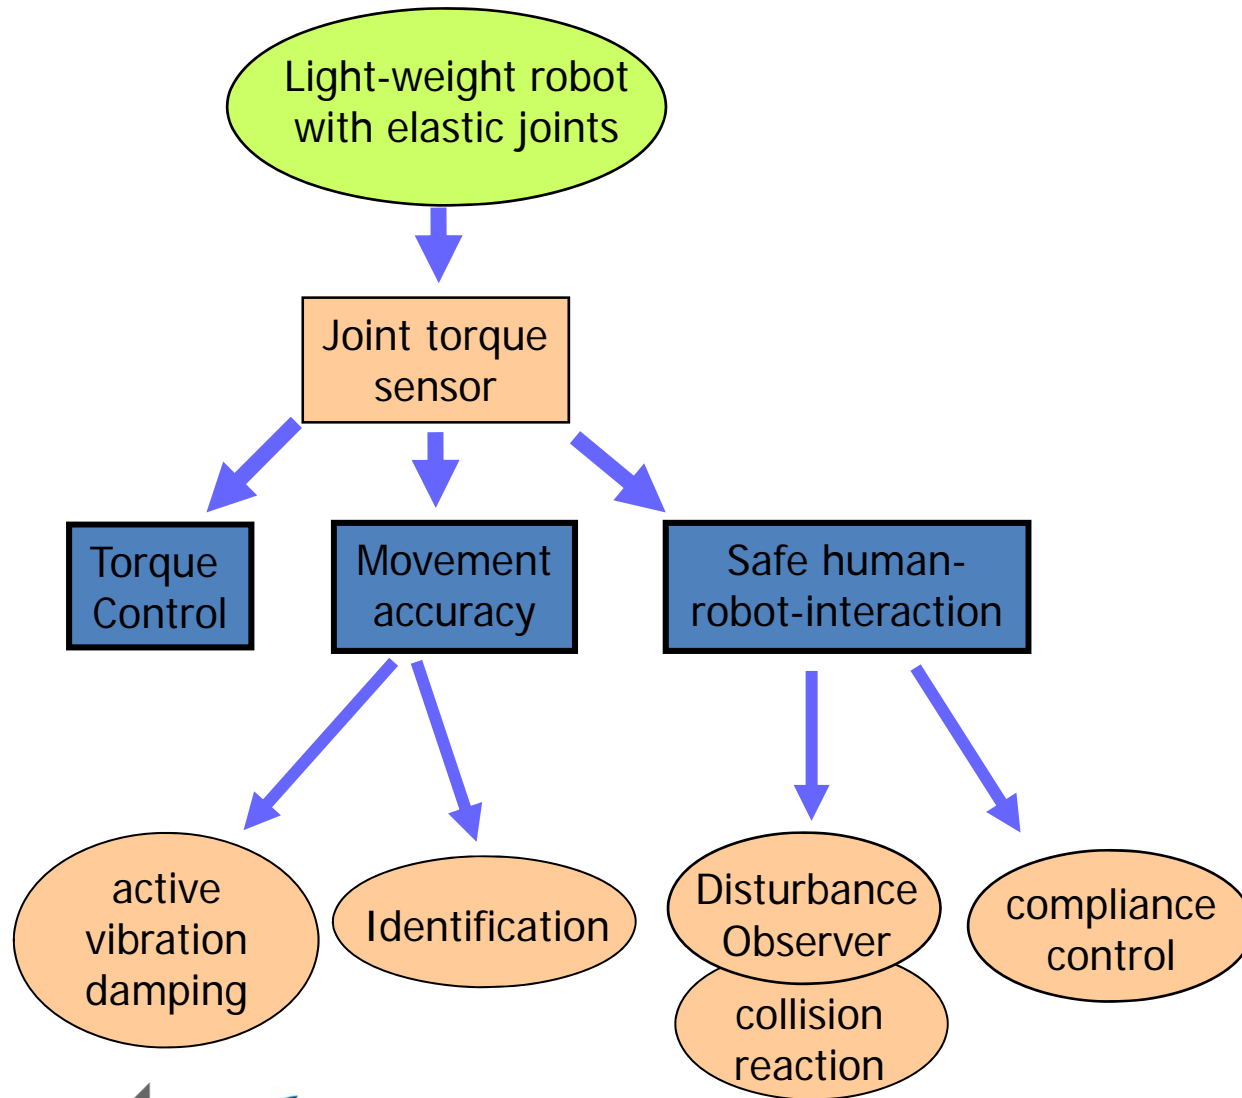 Light-weight robot
with elastic joints
Joint torque
sensor
Torque
Control
Movement
accuracy
Safe human-
robot-interaction
active
vibration
damping
Identification
Disturbance
Observer
compliance
control
collision
reaction